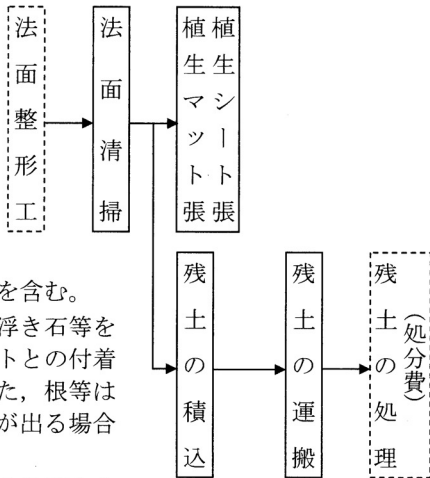 法面整形工
法面清掃
植生シート張
植生マット張
残土の積込
残土の運搬
残土の処理
(処分費)
を含む。
浮き石等を
トとの付着
た，根等は
が出る場合